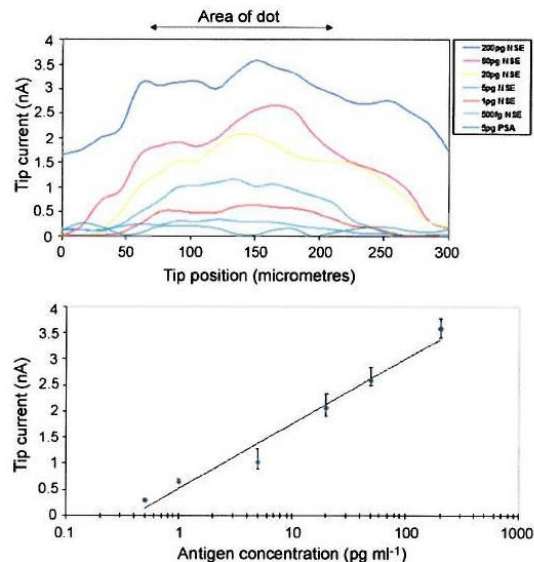 Area of dot
4
3.5
3
2.5
2
1.5
1
0.5
0
Tip current (nA)
0 50 100 150 200 250 300
Tip position (micrometres)
200pg NSE
50pg NSE
20pg NSE
5pg NSE
1pg NSE
500fg NSE
5pg PSA
4
3.5
3
2.5
2
1.5
1
0.5
0
Tip current (nA)
0.1 1 10 100 1000
Antigen concentration (pg ml⁻¹)